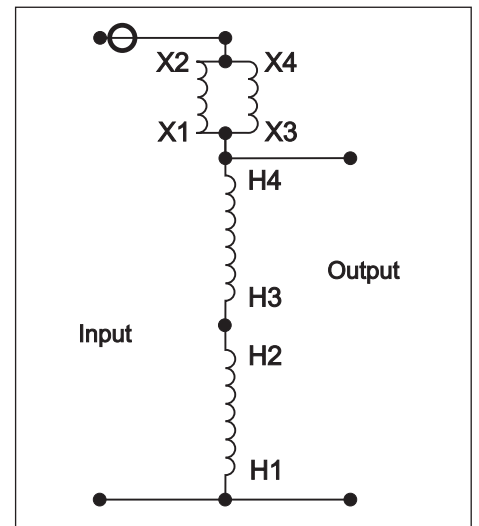 X2 X4
X1 X3
H4
Output
H3
Input
H2
H1